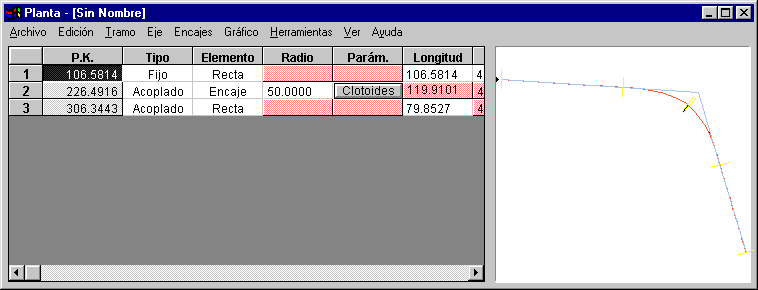 Planta - [Sin Nombre]
Archivo Edición Tramo Eje Encajes Gráfico Herramientas Ver Ayuda
P.K. Tipo Elemento Radio Parám. Longitud
1 106.5814 Fijo Recta 106.5814 4
2 226.4916 Acoplado Encaje 50.0000 Clotoides 119.9101 4
3 306.3443 Acoplado Recta 79.8527 4